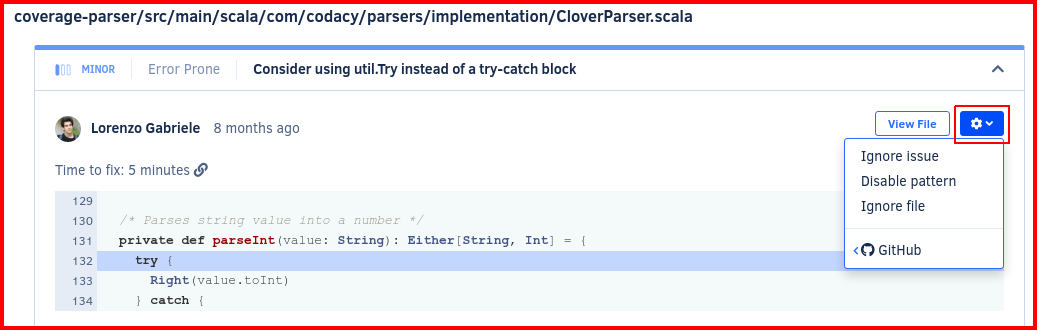 coverage-parser/src/main/scala/com/codacy/parsers/implementation/CloverParser.scala
MINOR Error Prone Consider using util.Try instead of a try-catch block
Lorenzo Gabriele 8 months ago
View File
Ignore issue
Disable pattern
Ignore file
GitHub
Time to fix: 5 minutes
129
130 /* Parses string value into a number */
131 private def parseInt(value: String): Either[String, Int] = {
132 try {
133 Right(value.toInt)
134 } catch {